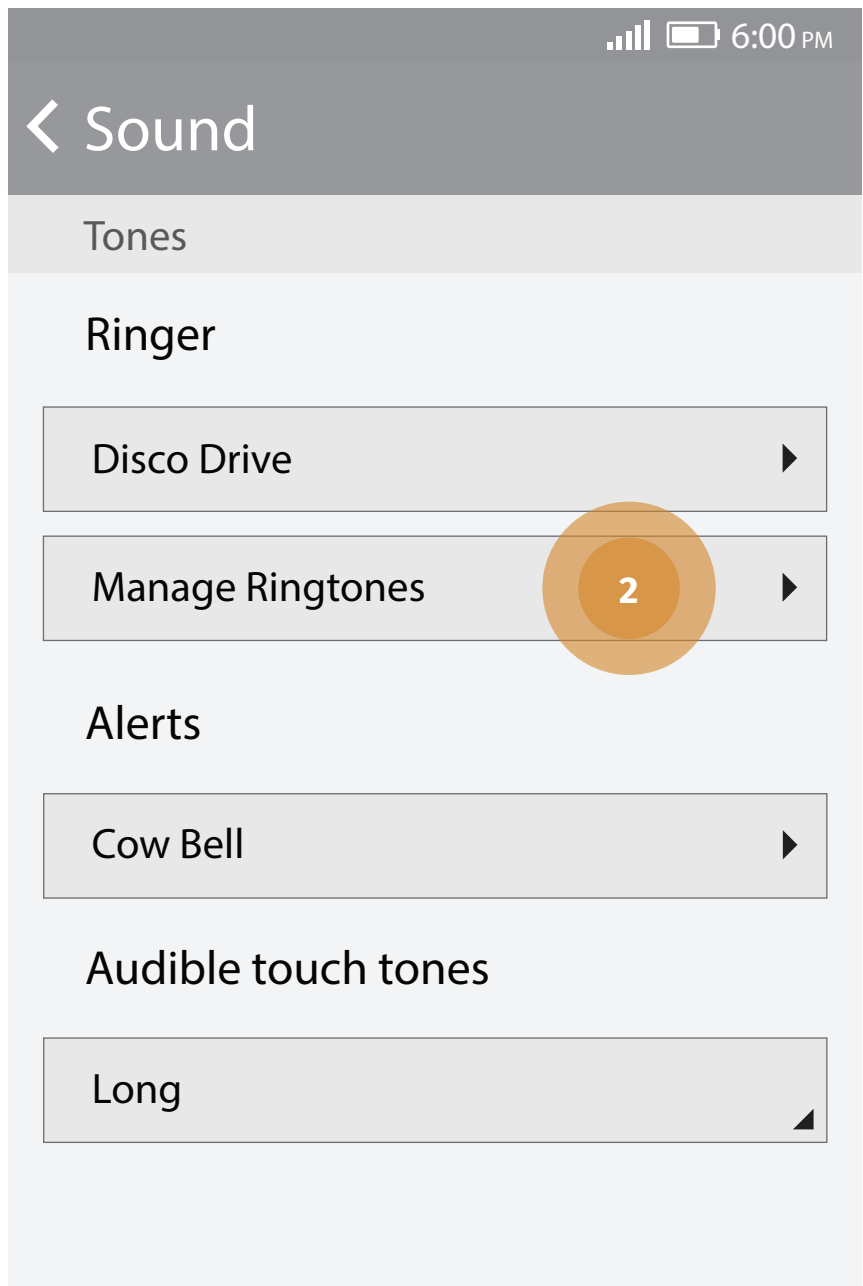 6:00 PM
Sound
Tones
Ringer
Disco Drive
Manage Ringtones 2
Alerts
Cow Bell
Audible touch tones
Long